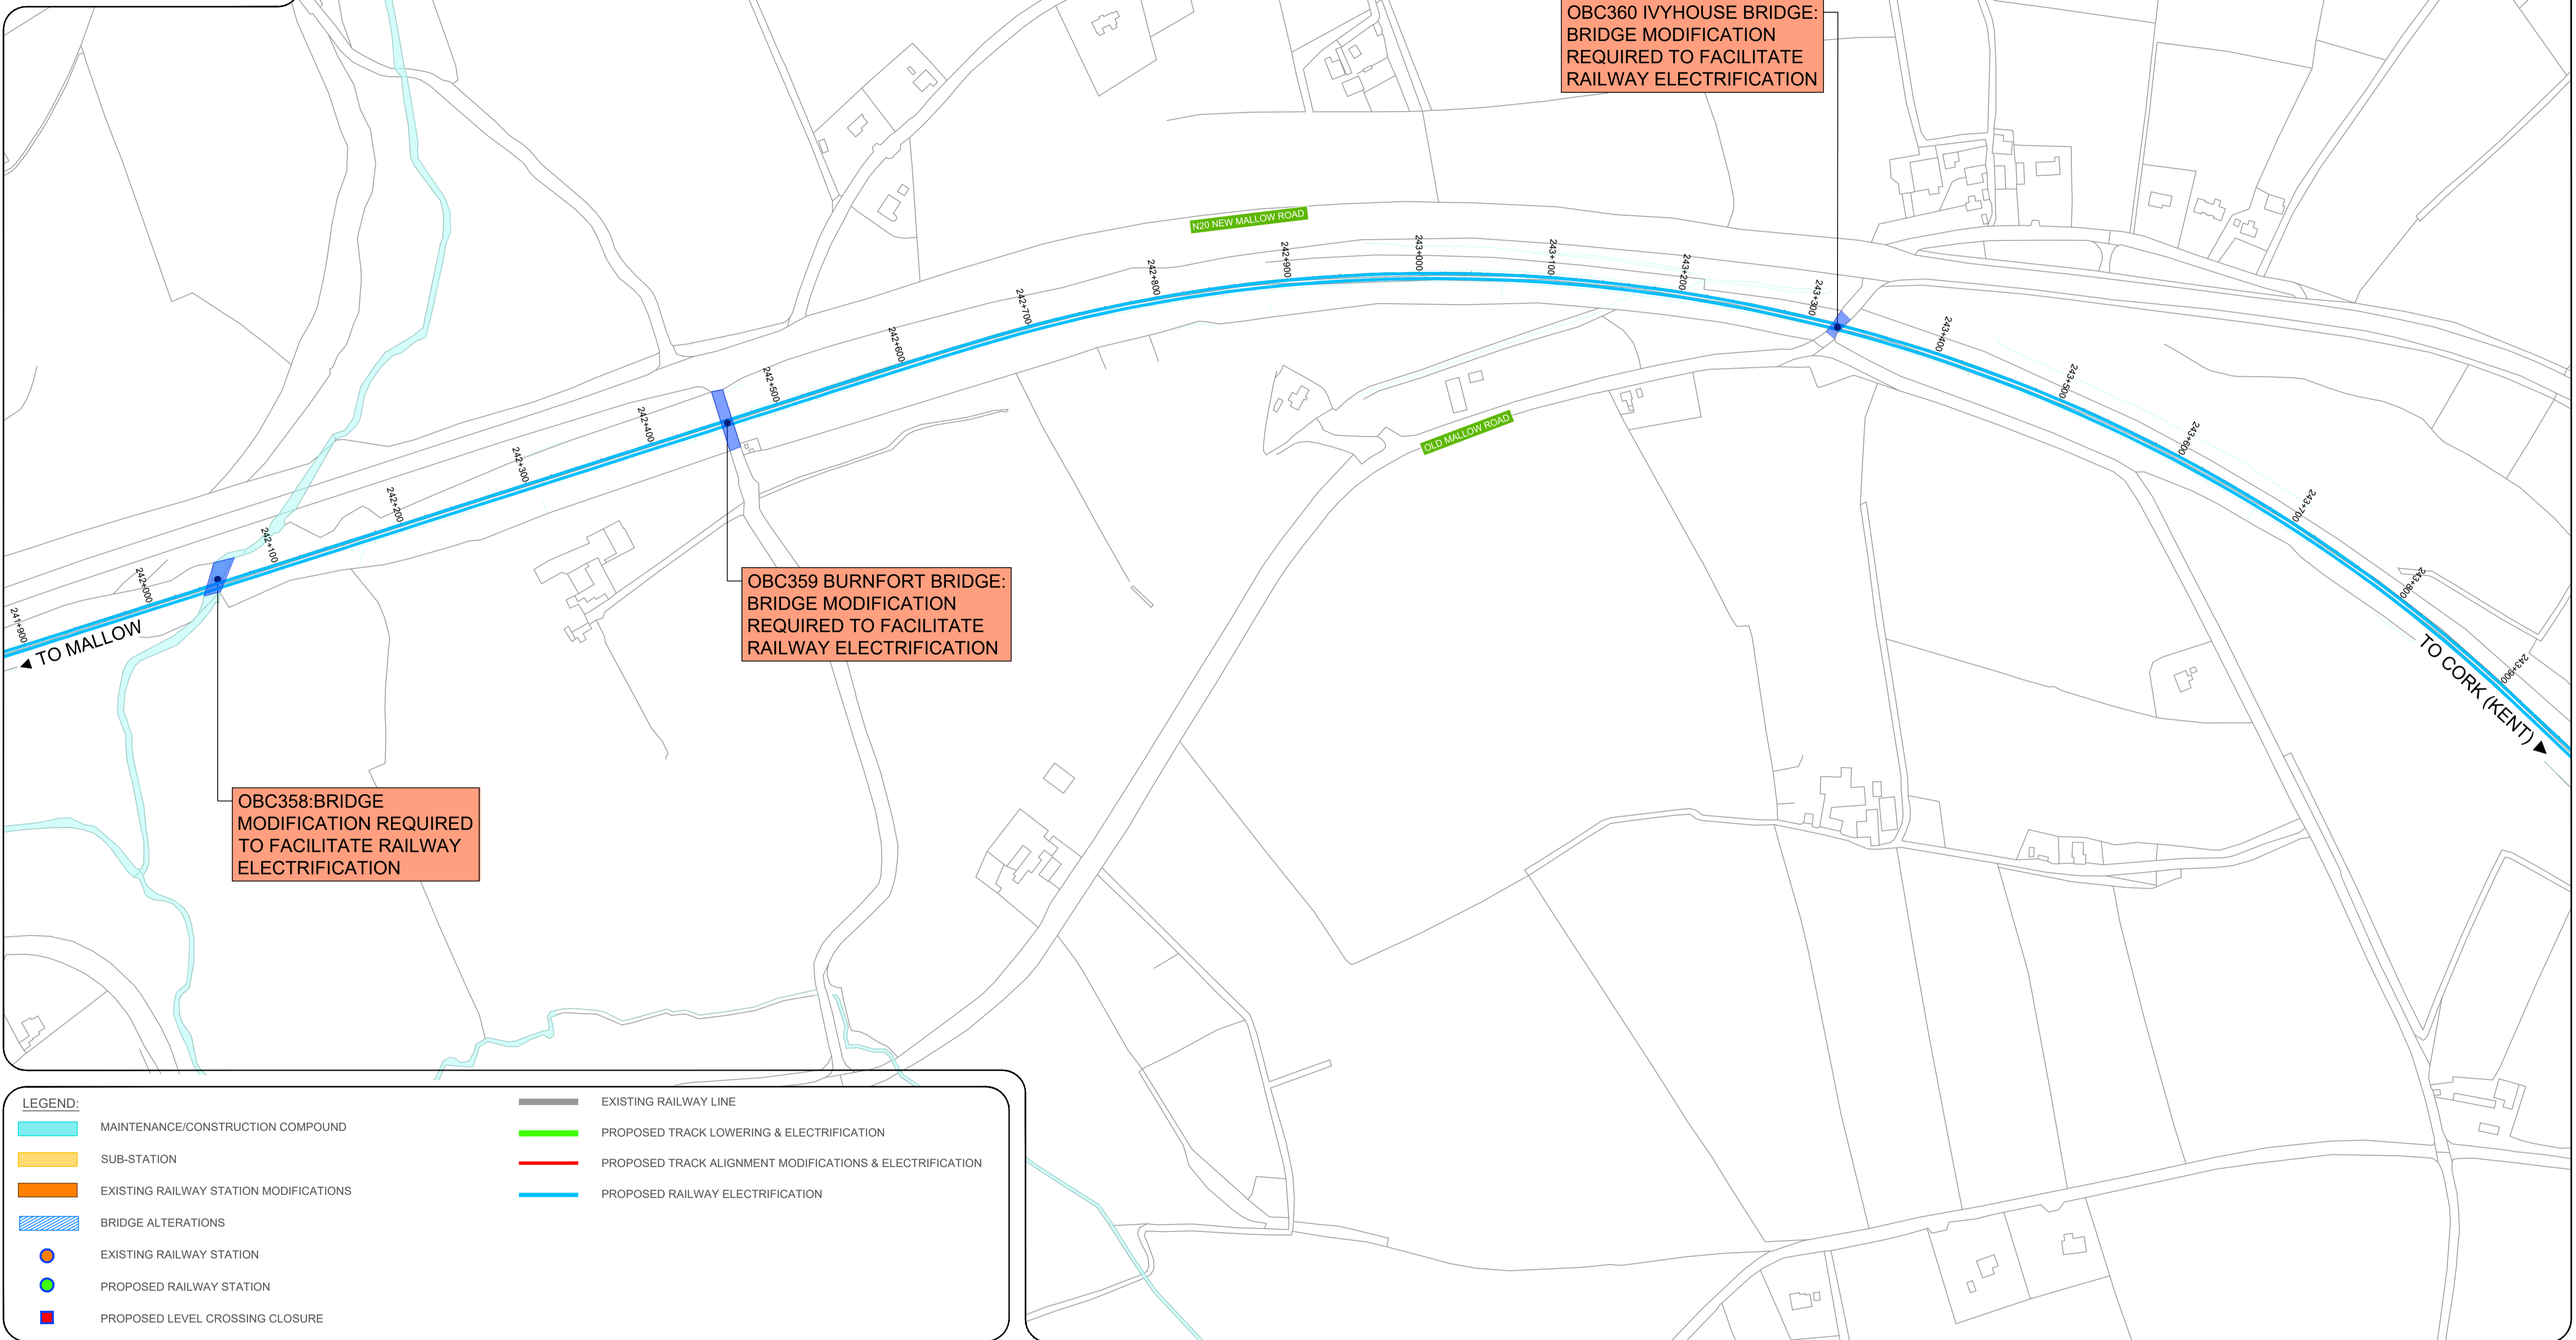 OBC360 IVYHOUSE BRIDGE:
BRIDGE MODIFICATION
REQUIRED TO FACILITATE
RAILWAY ELECTRIFICATION
N20 NEW MALLOW ROAD
OLD MALLOW ROAD
241+900
242+000
242+100
242+200
242+300
242+400
242+500
242+600
242+700
242+800
242+900
243+000
243+100
243+200
243+300
243+400
243+500
243+600
243+700
243+800
243+900
TO MALLOW
TO CORK (KENT)
OBC359 BURNFORT BRIDGE:
BRIDGE MODIFICATION
REQUIRED TO FACILITATE
RAILWAY ELECTRIFICATION
OBC358:BRIDGE
MODIFICATION REQUIRED
TO FACILITATE RAILWAY
ELECTRIFICATION
LEGEND:
MAINTENANCE/CONSTRUCTION COMPOUND
SUB-STATION
EXISTING RAILWAY STATION MODIFICATIONS
BRIDGE ALTERATIONS
EXISTING RAILWAY STATION
PROPOSED RAILWAY STATION
PROPOSED LEVEL CROSSING CLOSURE
EXISTING RAILWAY LINE
PROPOSED TRACK LOWERING & ELECTRIFICATION
PROPOSED TRACK ALIGNMENT MODIFICATIONS & ELECTRIFICATION
PROPOSED RAILWAY ELECTRIFICATION